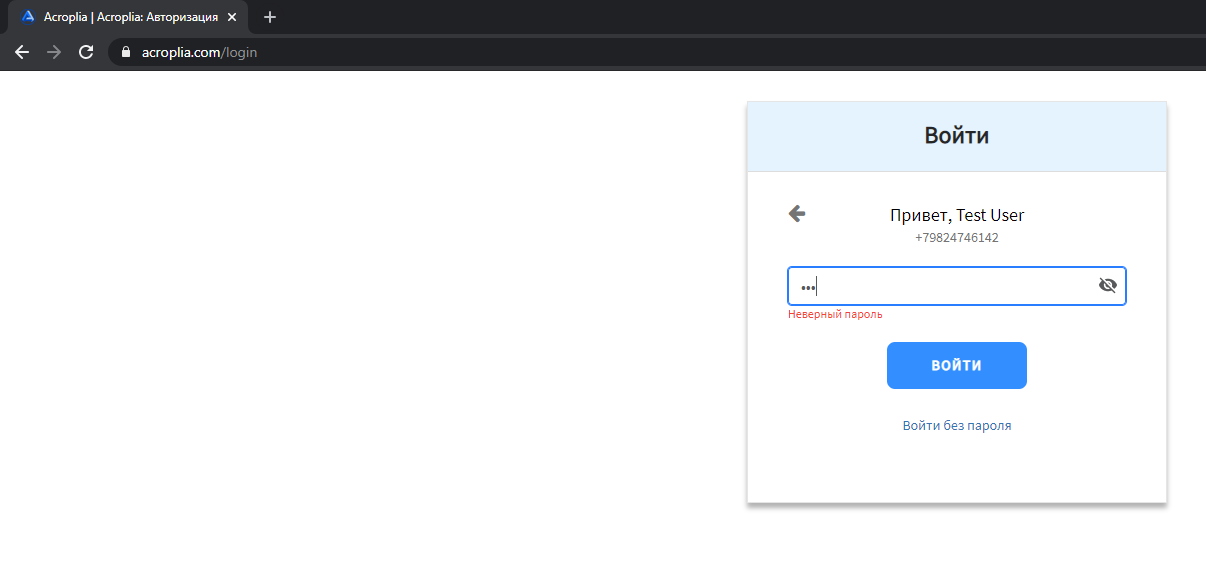 Acroplia | Acroplia: Авторизация
acroplia.com/login
Войти
Привет, Test User
+79824746142
Неверный пароль
ВОЙТИ
Войти без пароля